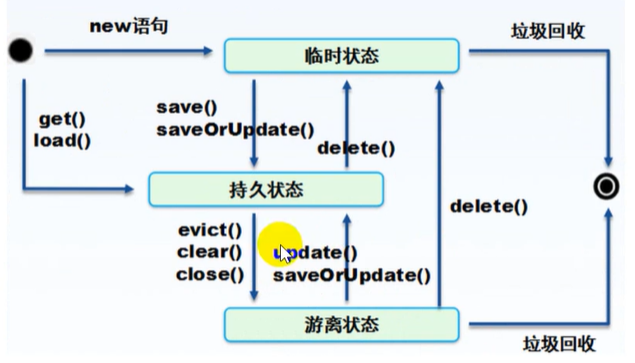 new语句
垃圾回收
临时状态
save()
saveOrUpdate()
get()
load()
delete()
持久状态
delete()
evict()
clear()
close()
update()
saveOrUpdate()
游离状态
垃圾回收